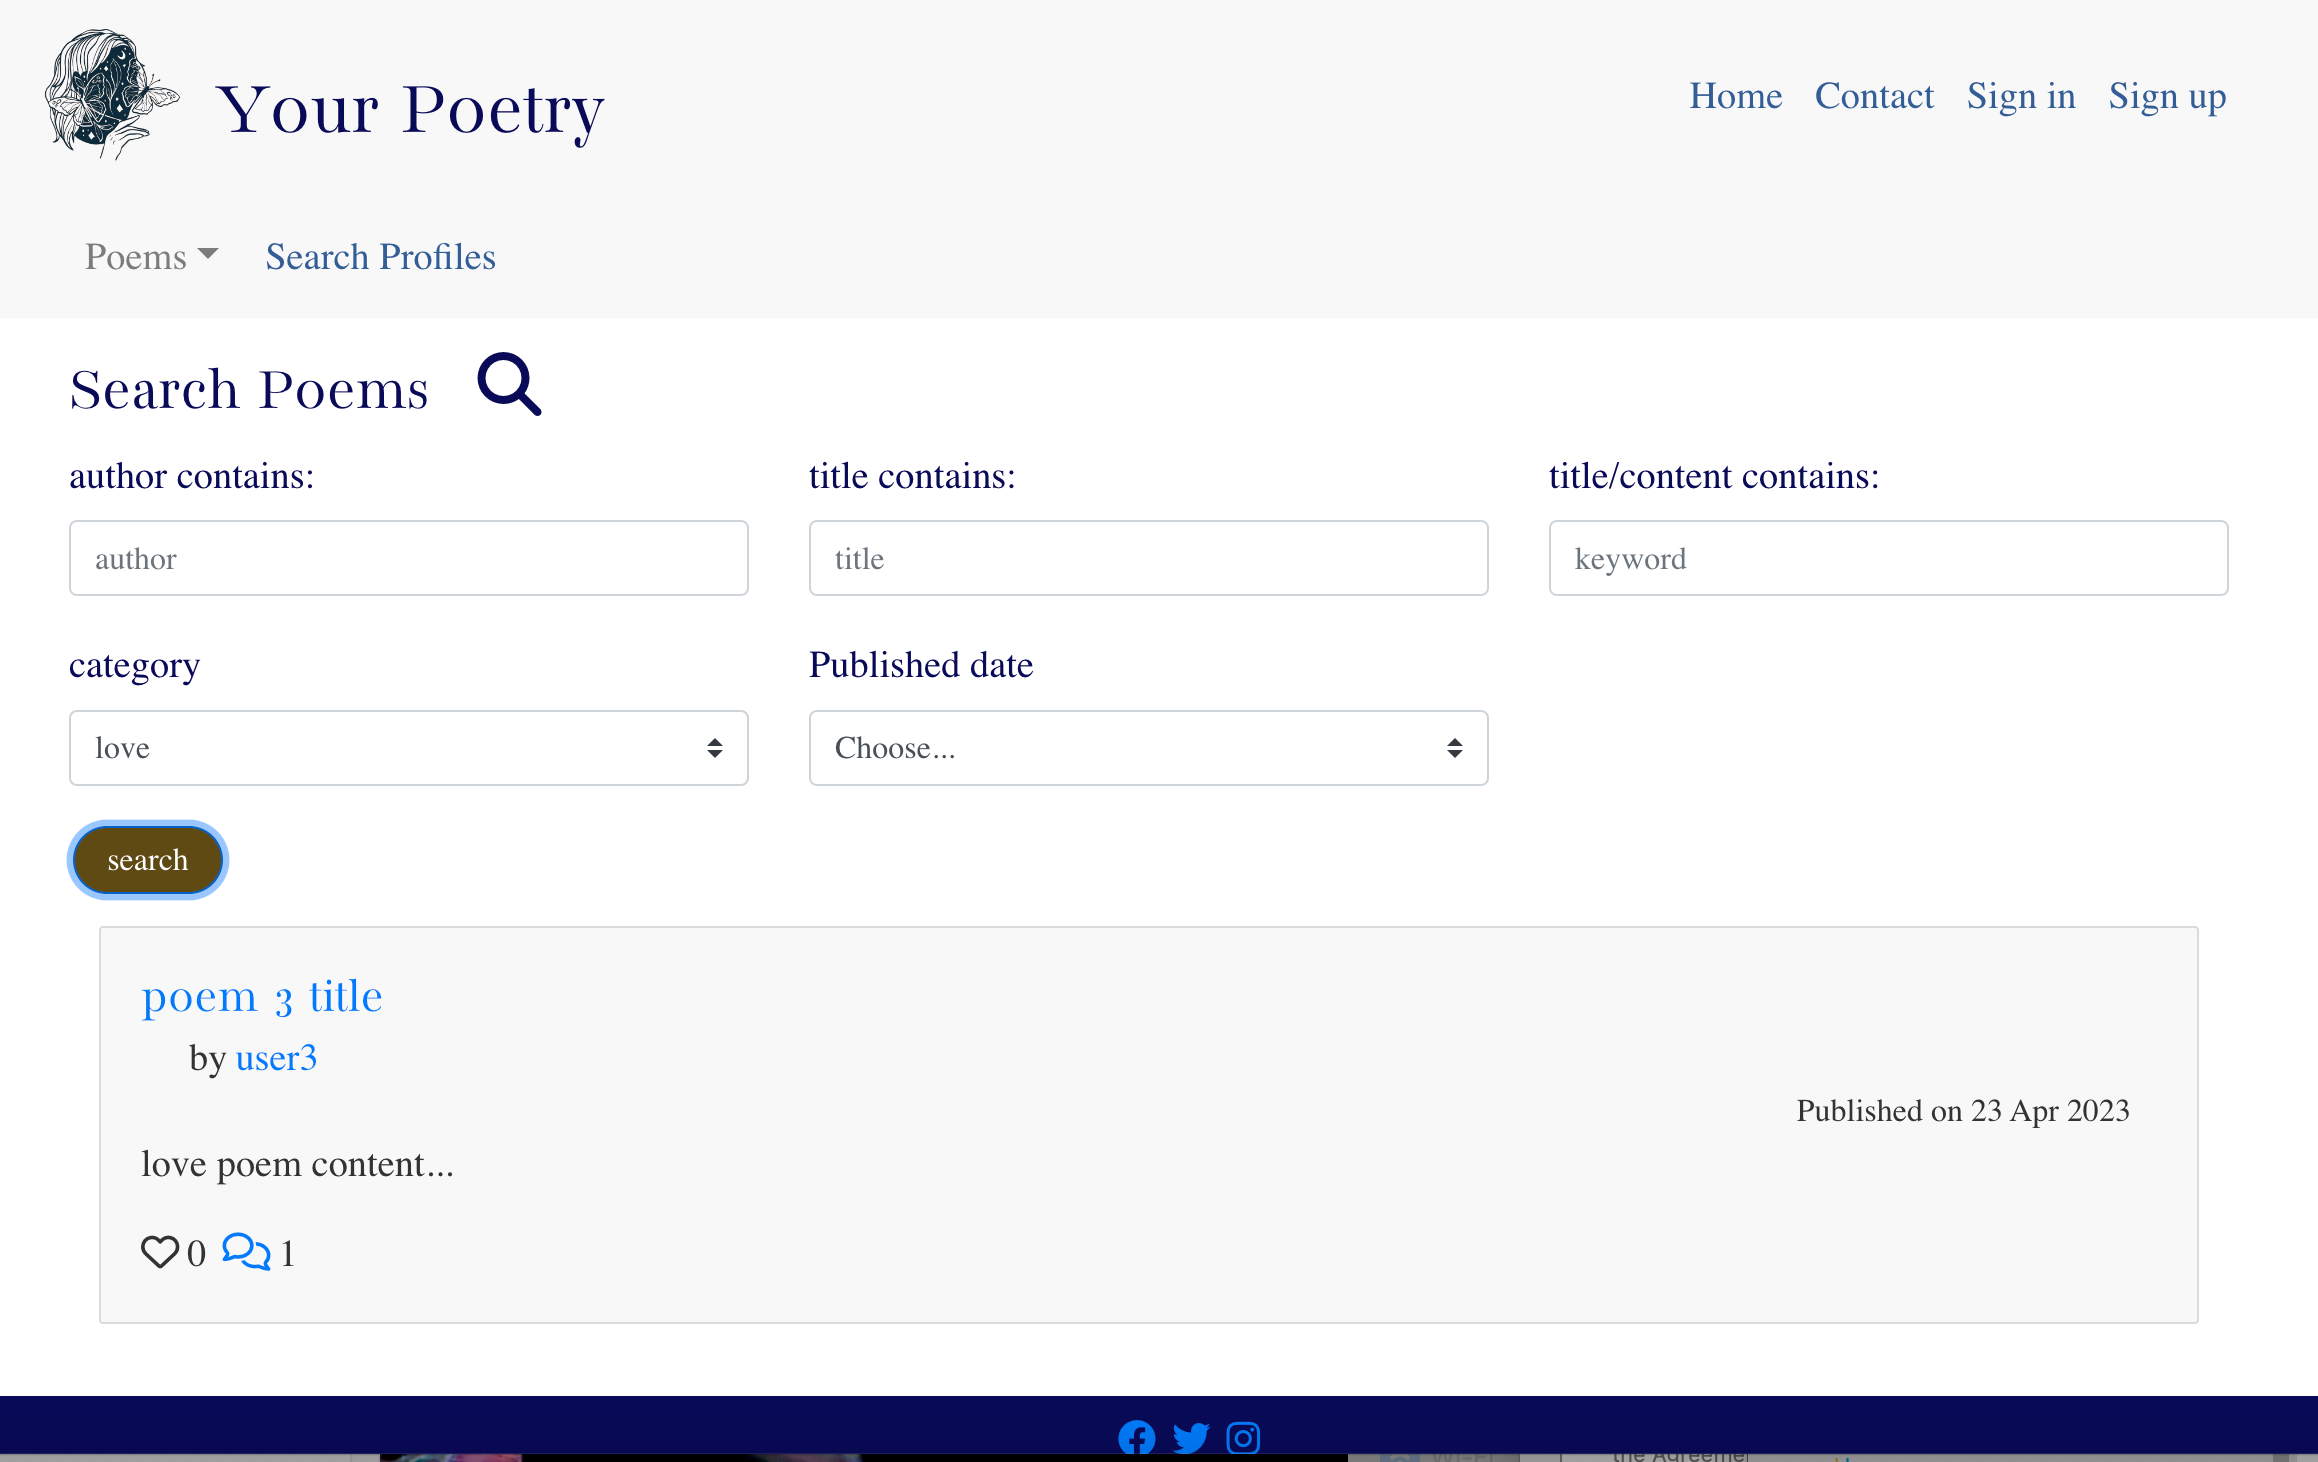 Your Poetry
Home Contact Sign in Sign up
Poems Search Profiles
Search Poems
author contains: title contains: title/content contains:
author title keyword
category Published date
love Choose...
search
poem 3 title
by user3
Published on 23 Apr 2023
love poem content...
0 1